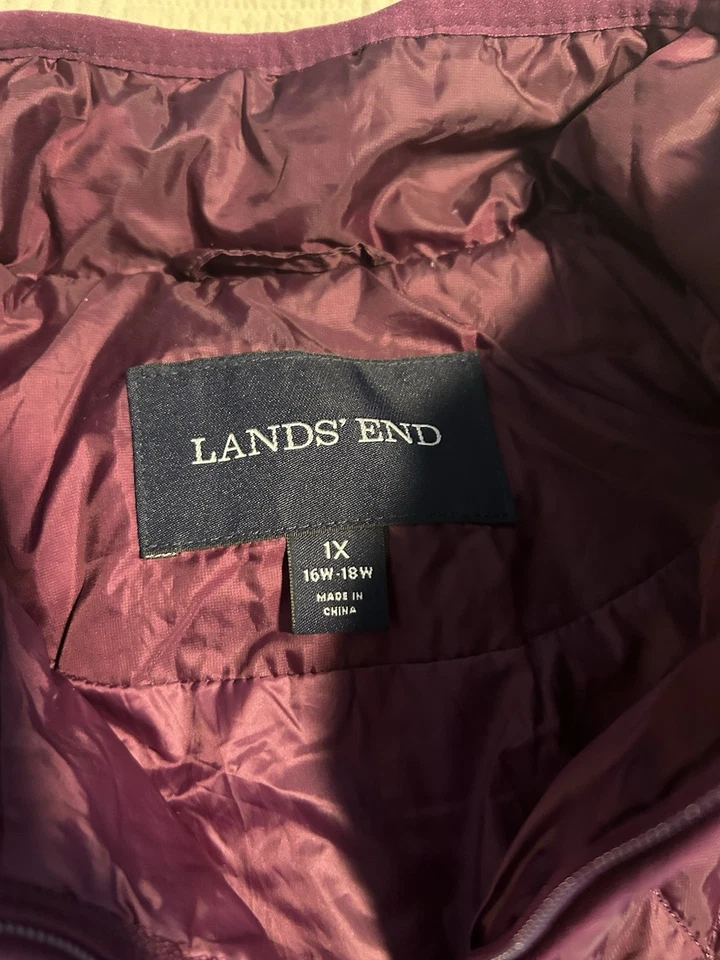 LANDS' END
1X
16W-18W
MADE IN
CHINA